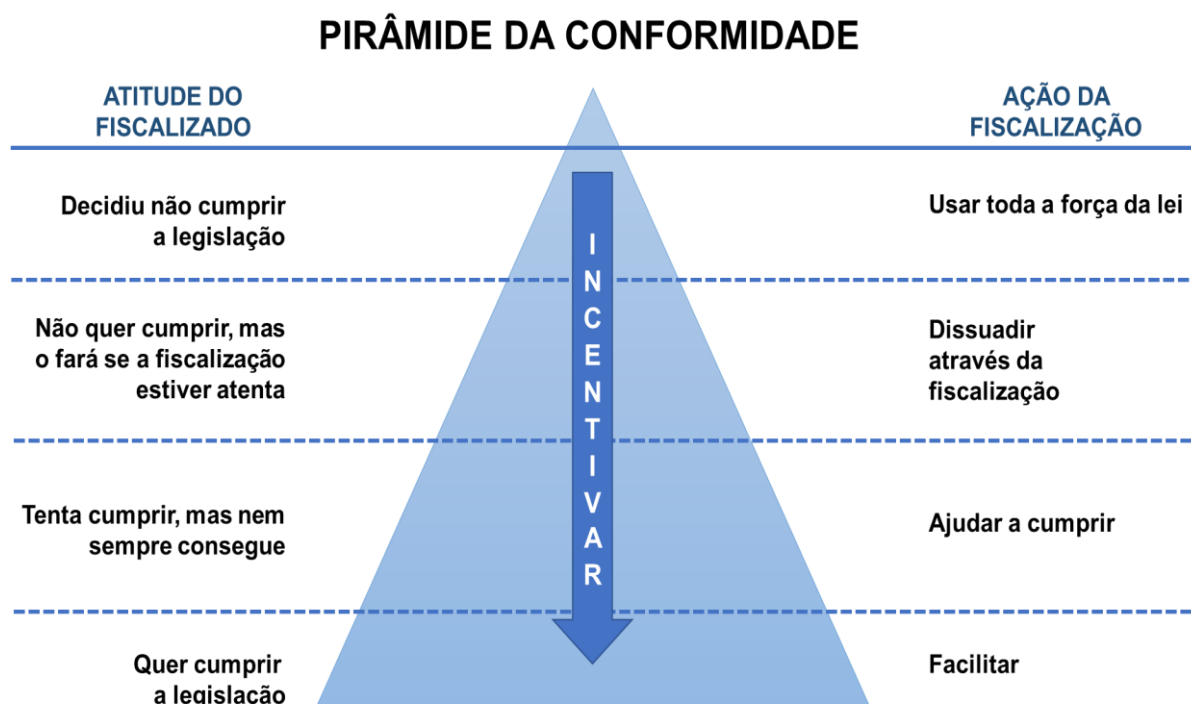 PIRÂMIDE DA CONFORMIDADE
ATITUDE DO
FISCALIZADO
AÇÃO DA
FISCALIZAÇÃO
Decidiu não cumprir
a legislação
Usar toda a força da lei
Não quer cumprir, mas
o fará se a fiscalização
estiver atenta
Dissuadir
através da
fiscalização
Tenta cumprir, mas nem
sempre consegue
Ajudar a cumprir
Quer cumprir
a legislação
Facilitar
INCENTIVAR